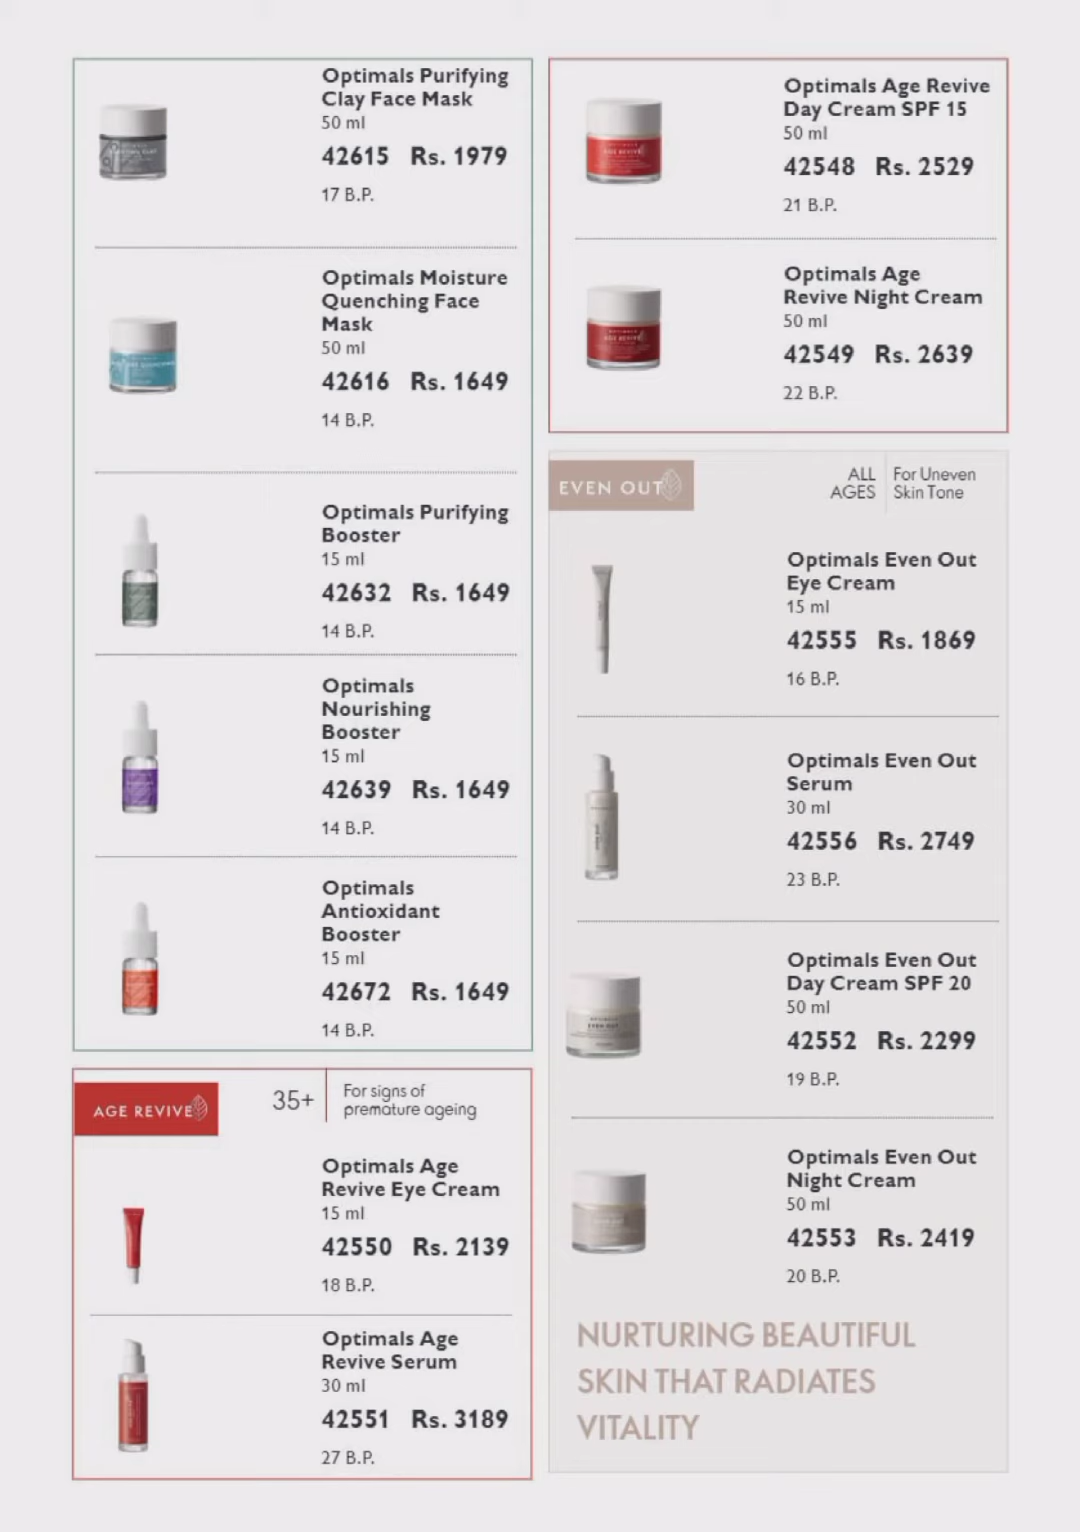 Optimals Purifying
Clay Face Mask
50 ml
42615 Rs. 1979
17 B.P.
Optimals Moisture
Quenching Face
Mask
50 ml
42616 Rs. 1649
14 B.P.
Optimals Purifying
Booster
15 ml
42632 Rs. 1649
14 B.P.
Optimals
Nourishing
Booster
15 ml
42639 Rs. 1649
14 B.P.
Optimals
Antioxidant
Booster
15 ml
42672 Rs. 1649
14 B.P.
AGE REVIVE
35+
For signs of
premature ageing
Optimals Age
Revive Eye Cream
15 ml
42550 Rs. 2139
18 B.P.
Optimals Age
Revive Serum
30 ml
42551 Rs. 3189
27 B.P.
Optimals Age Revive
Day Cream SPF 15
50 ml
42548 Rs. 2529
21 B.P.
AGE REVIVE
Optimals Age
Revive Night Cream
50 ml
42549 Rs. 2639
22 B.P.
AGE REVIVE
EVEN OUT
ALL
AGES
For Uneven
Skin Tone
Optimals Even Out
Eye Cream
15 ml
42555 Rs. 1869
16 B.P.
Optimals Even Out
Serum
30 ml
42556 Rs. 2749
23 B.P.
Optimals Even Out
Day Cream SPF 20
50 ml
42552 Rs. 2299
19 B.P.
EVEN OUT
Optimals Even Out
Night Cream
50 ml
42553 Rs. 2419
20 B.P.
NURTURING BEAUTIFUL
SKIN THAT RADIATES
VITALITY